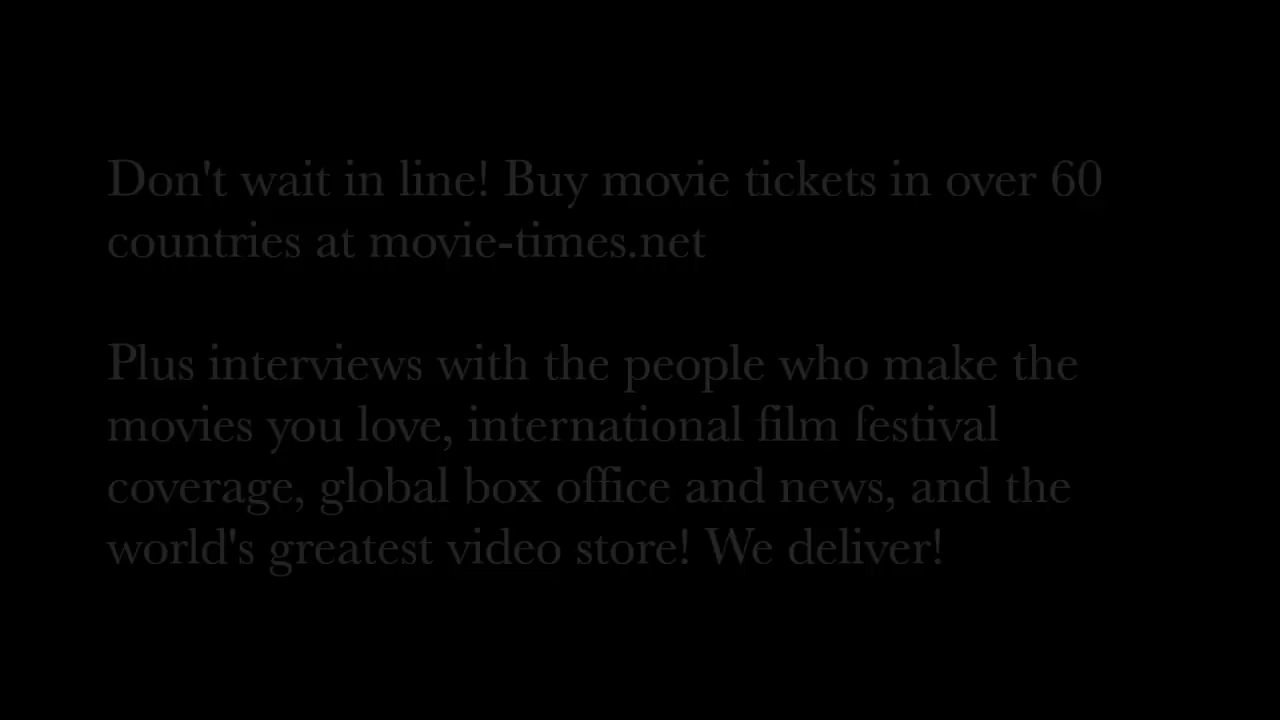 Don't wait in line! Buy movie tickets in over 60
countries at movie-times.net
Plus interviews with the people who make the
movies you love, international film festival
coverage, global box office and news, and the
world's greatest video store! We deliver!